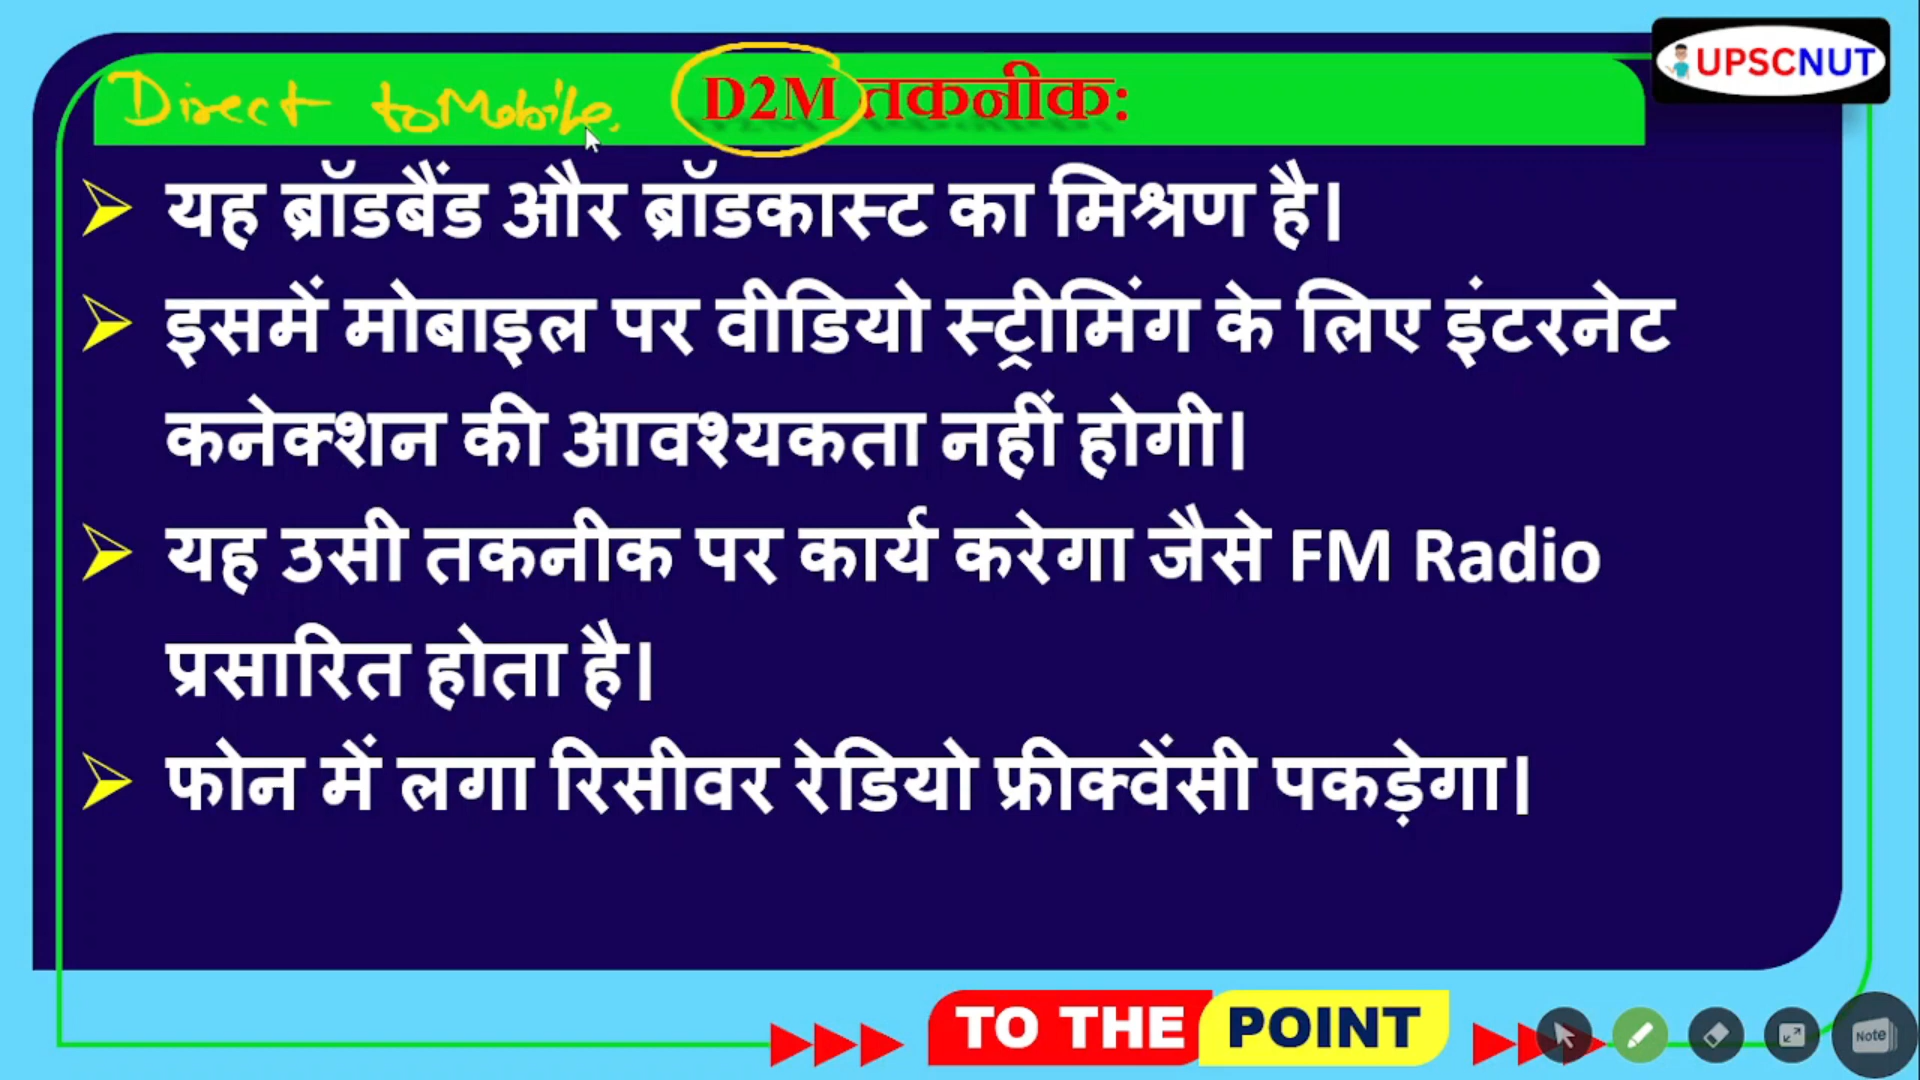 UPSCNUT
Direct to Mobile. D2M तकनीक:
यह ब्रॉडबैंड और ब्रॉडकास्ट का मिश्रण है।
इसमें मोबाइल पर वीडियो स्ट्रीमिंग के लिए इंटरनेट
कनेक्शन की आवश्यकता नहीं होगी।
यह उसी तकनीक पर कार्य करेगा जैसे FM Radio
प्रसारित होता है।
फोन में लगा रिसीवर रेडियो फ्रीक्वेंसी पकड़ेगा।
TO THE POINT
Note